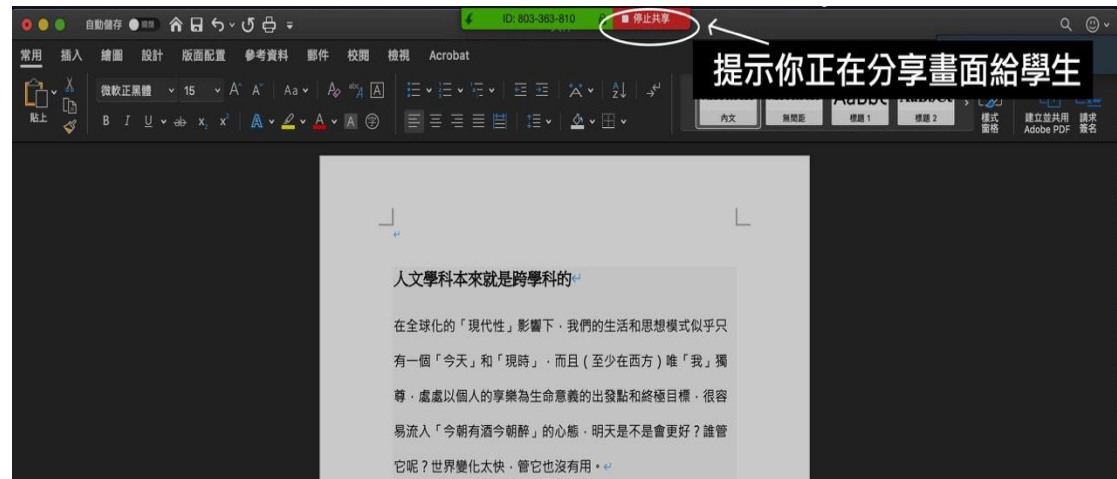 自動儲存
ID: 803-363-810
停止共享
常用 插入 繪圖 設計 版面配置 參考資料 郵件 校閱 檢視 Acrobat
提示你正在分享畫面給學生
貼上
微軟正黑體 15
內文 無間距 標題 1 標題 2
樣式窗格
建立並共用 Adobe PDF
請求簽名
人文學科本來就是跨學科的
在全球化的「現代性」影響下，我們的生活和思想模式似乎只
有一個「今天」和「現時」，而且（至少在西方）唯「我」獨
尊，處處以個人的享樂為生命意義的出發點和終極目標，很容
易流入「今朝有酒今朝醉」的心態，明天是不是會更好？誰管
它呢？世界變化太快，管它也沒有用。